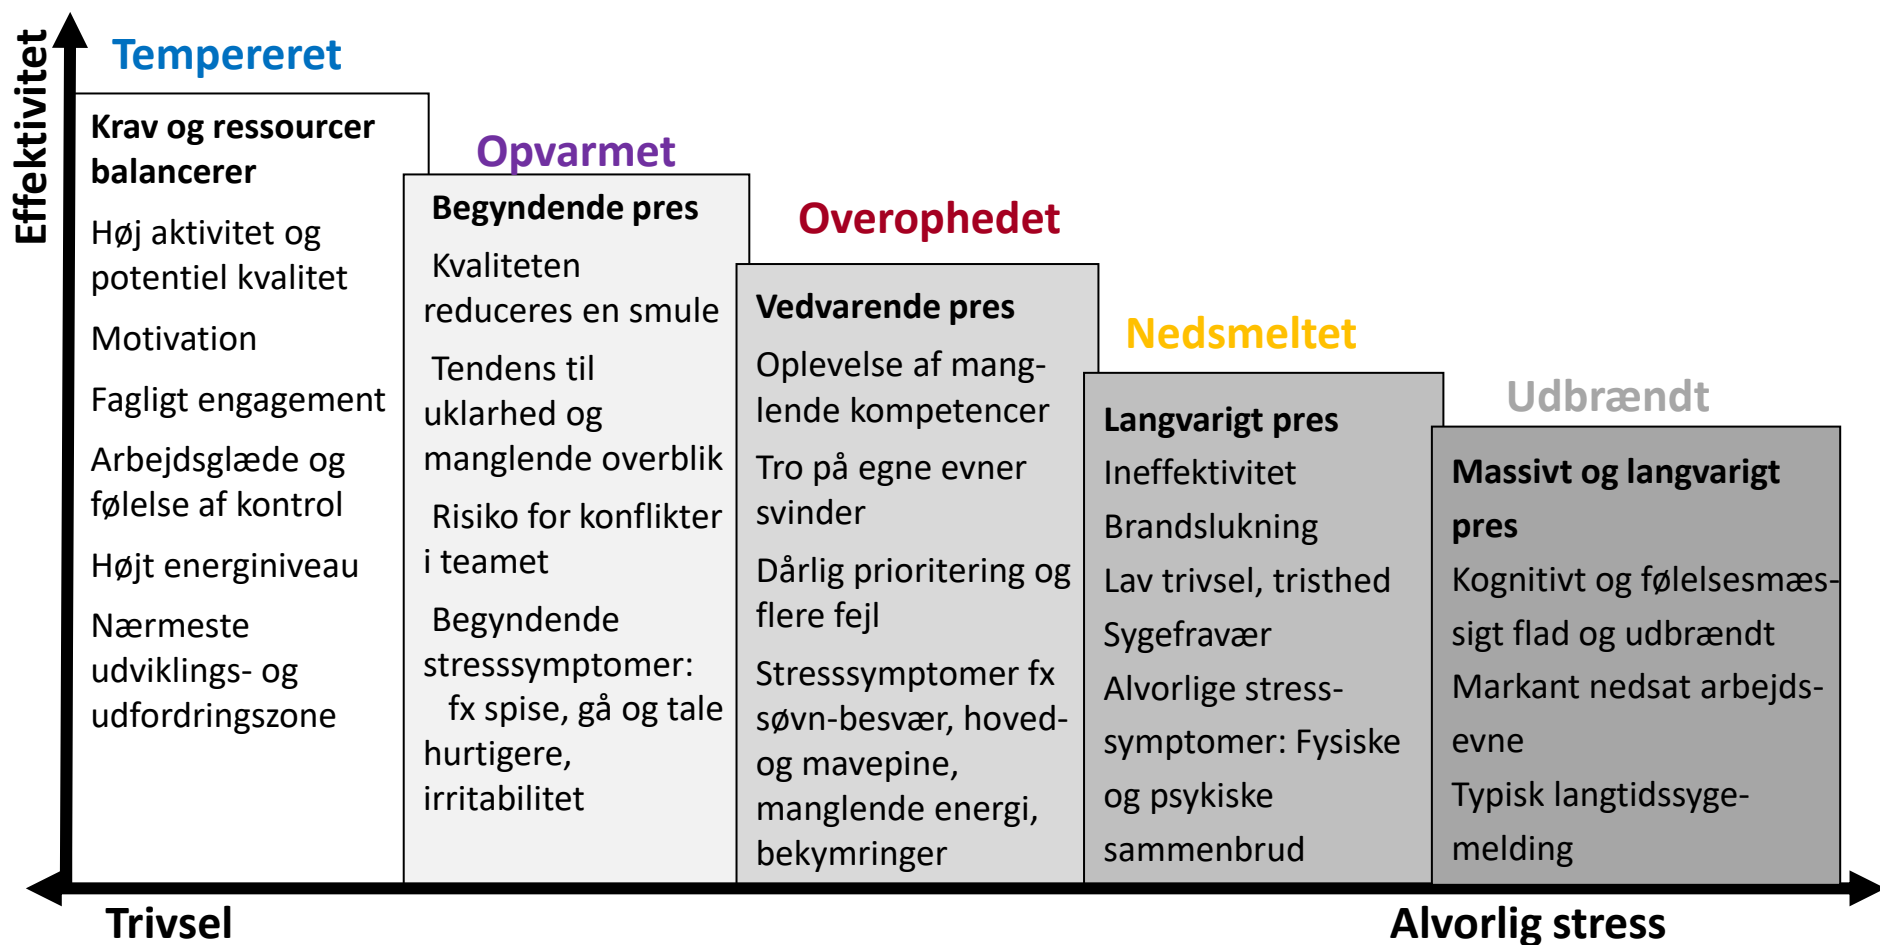 Effektivitet
Tempereret
Krav og ressourcer
balancerer
Høj aktivitet og
potentiel kvalitet
Motivation
Fagligt engagement
Arbejdsglæde og
følelse af kontrol
Højt energiniveau
Nærmeste
udviklings- og
udfordringszone
Opvarmet
Begyndende pres
Kvaliteten
reduceres en smule
Tendens til
uklarhed og
manglende overblik
Risiko for konflikter
i teamet
Begyndende
stresssymptomer:
fx spise, gå og tale
hurtigere,
irritabilitet
Overophedet
Vedvarende pres
Oplevelse af mang-
lende kompetencer
Tro på egne evner
svinder
Dårlig prioritering og
flere fejl
Stresssymptomer fx
søvn-besvær, hoved-
og mavepine,
manglende energi,
bekymringer
Nedsmeltet
Langvarigt pres
Ineffektivitet
Brandslukning
Lav trivsel, tristhed
Sygefravær
Alvorlige stress-
symptomer: Fysiske
og psykiske
sammenbrud
Udbrændt
Massivt og langvarigt
pres
Kognitivt og følelsesmæs-
sigt flad og udbrændt
Markant nedsat arbejds-
evne
Typisk langtidssyge-
melding
Trivsel
Alvorlig stress